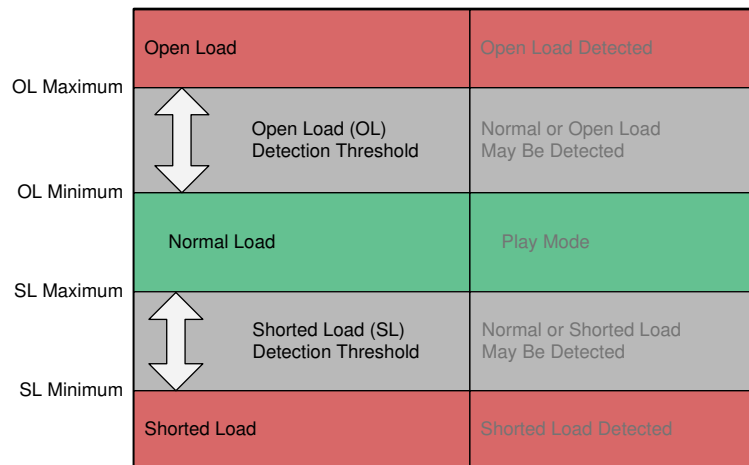 Open Load
Open Load Detected
OL Maximum
Open Load (OL)
Detection Threshold
Normal or Open Load
May Be Detected
OL Minimum
Normal Load
Play Mode
SL Maximum
Shorted Load (SL)
Detection Threshold
Normal or Shorted Load
May Be Detected
SL Minimum
Shorted Load
Shorted Load Detected